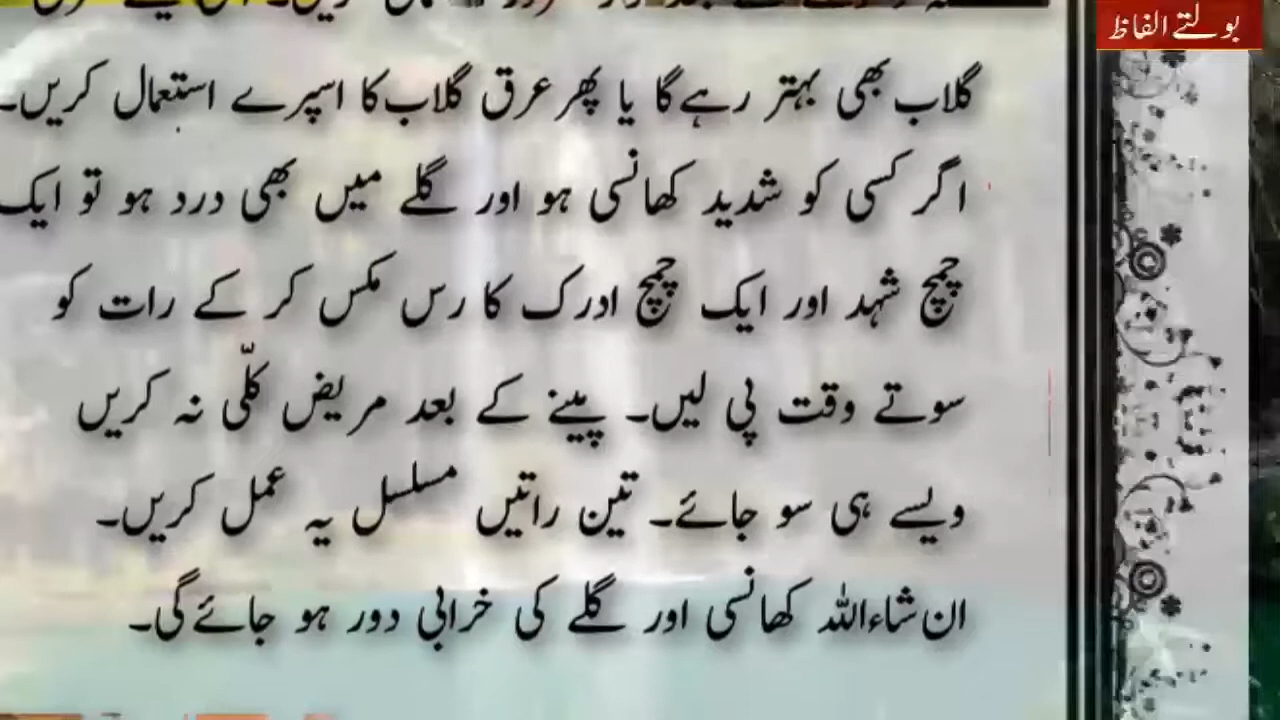 بولتے الفاظ
گلاب بھی بہتر رہے گا یا پھر عرق گلاب کا اسپرے استعمال کریں۔
اگر کسی کو شدید کھانسی ہو اور گلے میں بھی درد ہو تو ایک
چمچ شہد اور ایک چمچ ادرک کا رس مکس کر کے رات کو
سوتے وقت پی لیں۔ پینے کے بعد مریض کلّی نہ کریں
ویسے ہی سو جائے۔ تین راتیں مسلسل یہ عمل کریں۔
ان شاءاللہ کھانسی اور گلے کی خرابی دور ہو جائے گی۔